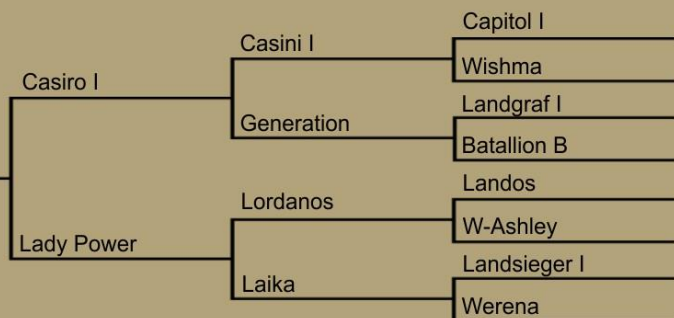 Capitol I
Casini I
Wishma
Casiro I
Landgraf I
Generation
Batallion B
Landos
Lordanos
W-Ashley
Lady Power
Landsieger I
Laika
Werena